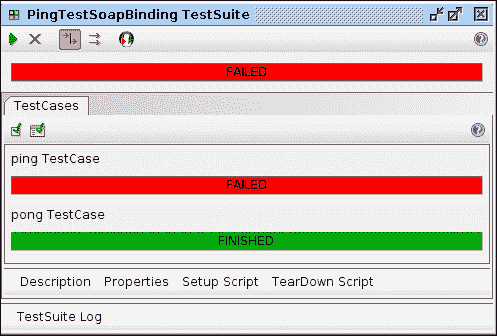 PingTestSoapBinding TestSuite
FAILED
TestCases
ping TestCase
FAILED
pong TestCase
FINISHED
Description Properties Setup Script TearDown Script
TestSuite Log